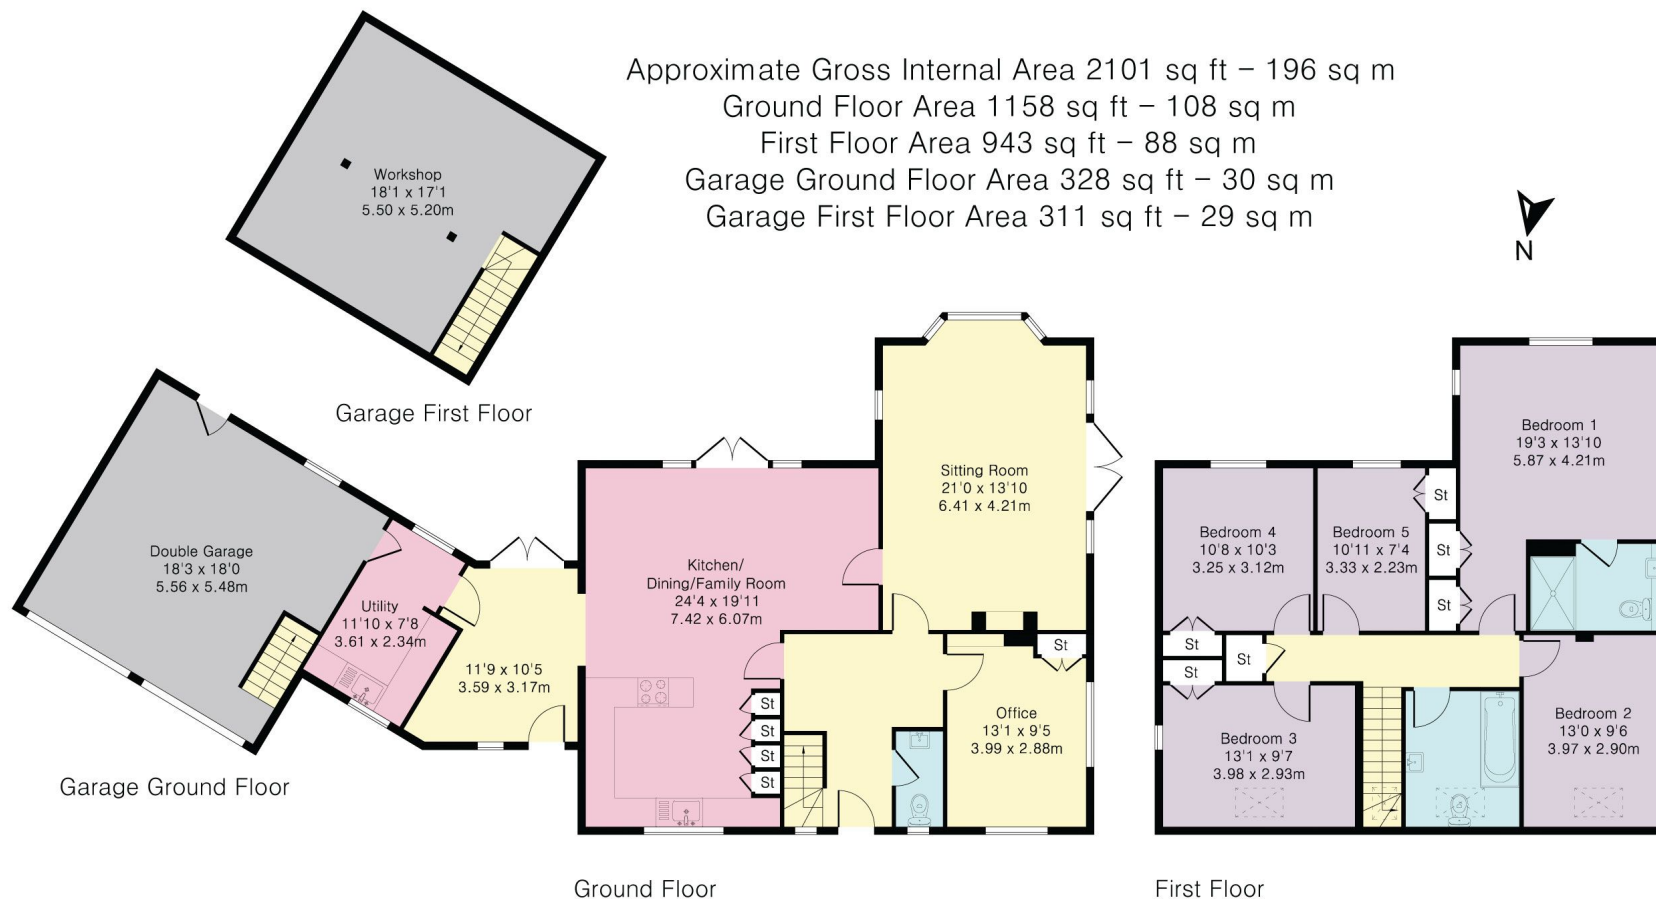 Approximate Gross Internal Area 2101 sq ft – 196 sq m
Ground Floor Area 1158 sq ft – 108 sq m
First Floor Area 943 sq ft – 88 sq m
Garage Ground Floor Area 328 sq ft – 30 sq m
Garage First Floor Area 311 sq ft – 29 sq m
N
Workshop
18'1 x 17'1
5.50 x 5.20m
Garage First Floor
Double Garage
18'3 x 18'0
5.56 x 5.48m
Utility
11'10 x 7'8
3.61 x 2.34m
Garage Ground Floor
11'9 x 10'5
3.59 x 3.17m
Kitchen/
Dining/Family Room
24'4 x 19'11
7.42 x 6.07m
St
St
St
St
Sitting Room
21'0 x 13'10
6.41 x 4.21m
St
Office
13'1 x 9'5
3.99 x 2.88m
Ground Floor
Bedroom 1
19'3 x 13'10
5.87 x 4.21m
St
St
St
Bedroom 4
10'8 x 10'3
3.25 x 3.12m
Bedroom 5
10'11 x 7'4
3.33 x 2.23m
St
St
St
Bedroom 3
13'1 x 9'7
3.98 x 2.93m
Bedroom 2
13'0 x 9'6
3.97 x 2.90m
First Floor